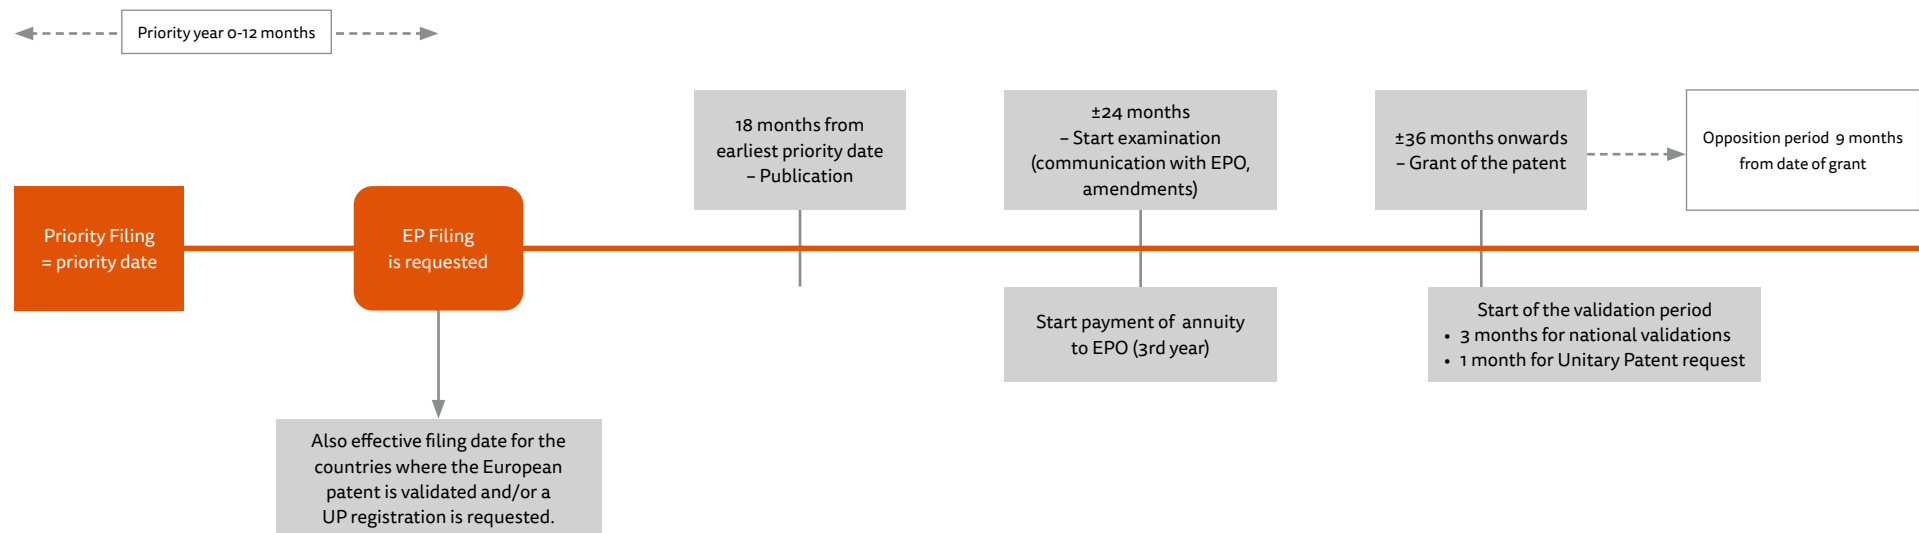 Priority year 0-12 months
18 months from
earliest priority date
– Publication
±24 months
– Start examination
(communication with EPO,
amendments)
±36 months onwards
– Grant of the patent
Opposition period 9 months
from date of grant
Priority Filing
= priority date
EP Filing
is requested
Start payment of annuity
to EPO (3rd year)
Start of the validation period
• 3 months for national validations
• 1 month for Unitary Patent request
Also effective filing date for the
countries where the European
patent is validated and/or a
UP registration is requested.